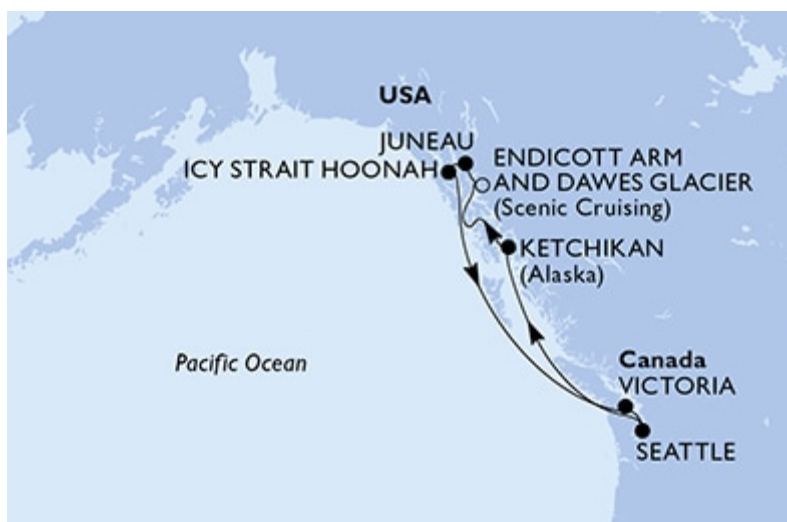 USA
JUNEAU
ICY STRAIT HOONAH
ENDICOTT ARM
AND DAWES GLACIER
(Scenic Cruising)
KETCHIKAN
(Alaska)
Pacific Ocean
Canada
VICTORIA
SEATTLE